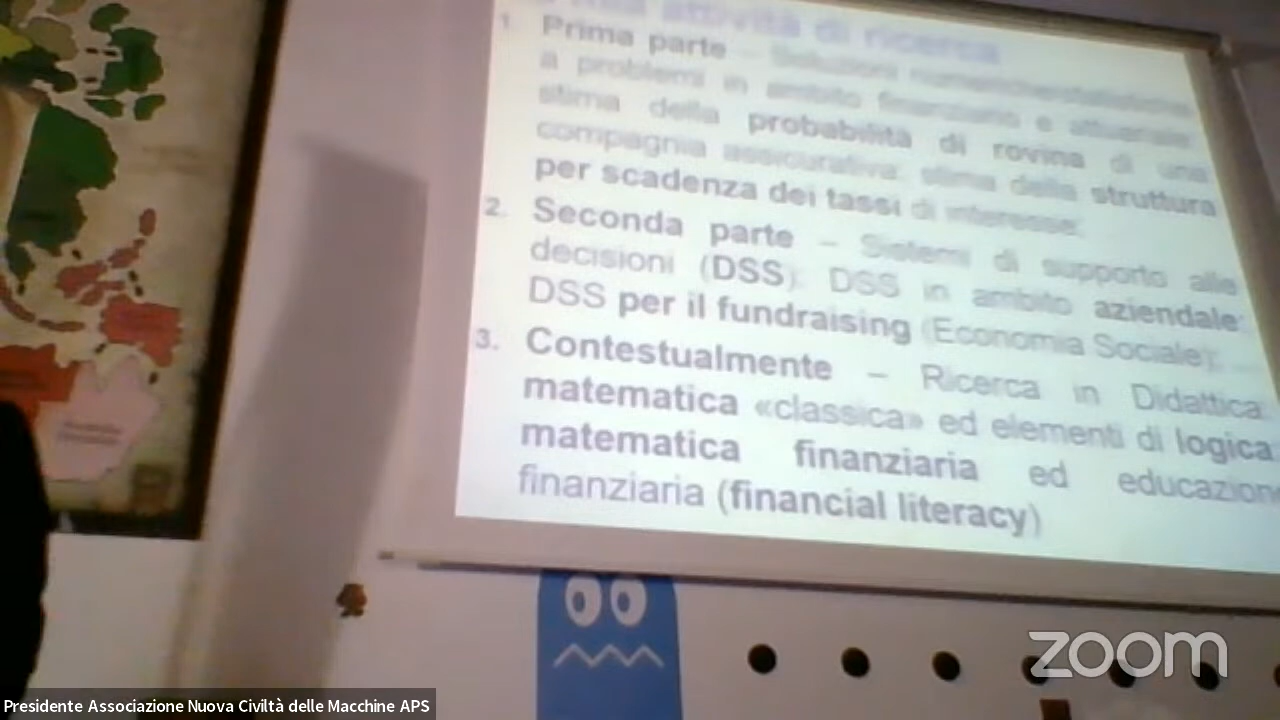 attività di ricerca
1. Prima parte – Soluzioni
a problemi in ambito finanziario e attuariale:
stima della probabilità di rovina di una
compagnia assicurativa; stima della struttura
per scadenza dei tassi di interesse;
2. Seconda parte – Sistemi di supporto alle
decisioni (DSS): DSS in ambito aziendale;
DSS per il fundraising (Economia Sociale);
3. Contestualmente – Ricerca in Didattica:
matematica «classica» ed elementi di logica
matematica finanziaria ed educazion
finanziaria (financial literacy)
zoom
Presidente Associazione Nuova Civiltà delle Macchine APS